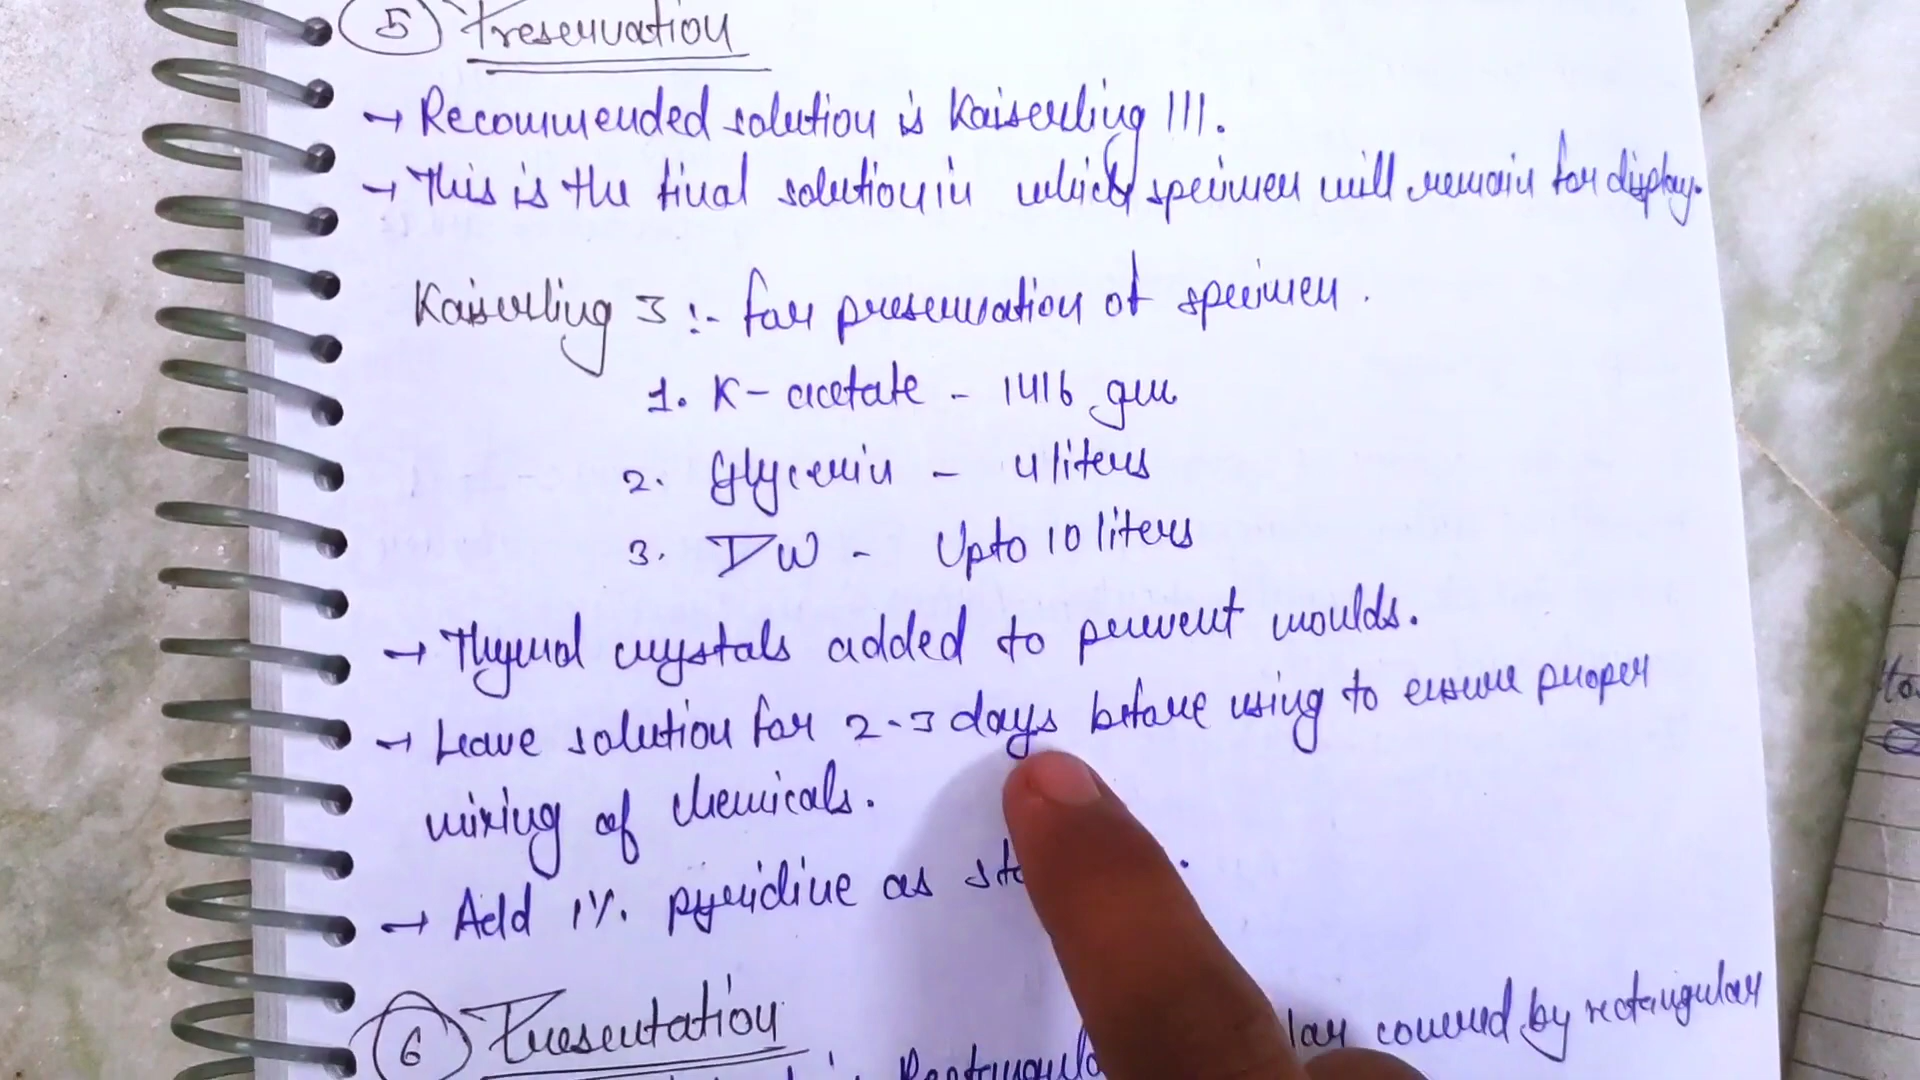 5 Preservation
→ Recommended solution is Kaiserling III.
→ This is the final solution in which specimen will remain for display.
Kaiserling 3 :- for preservation of specimen.
1. K-acetate - 1416 gm
2. Glycerin - 4 liters
3. DW - Upto 10 liters
→ Thymol crystals added to prevent moulds.
→ Leave solution for 2-3 days before using to ensure proper
mixing of chemicals.
→ Add 1% pyridine as
6 Presentation
covered by rectangular